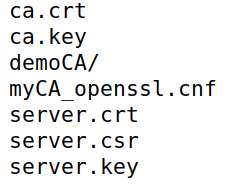 ca.crt
ca.key
demoCA/
myCA_openssl.cnf
server.crt
server.csr
server.key